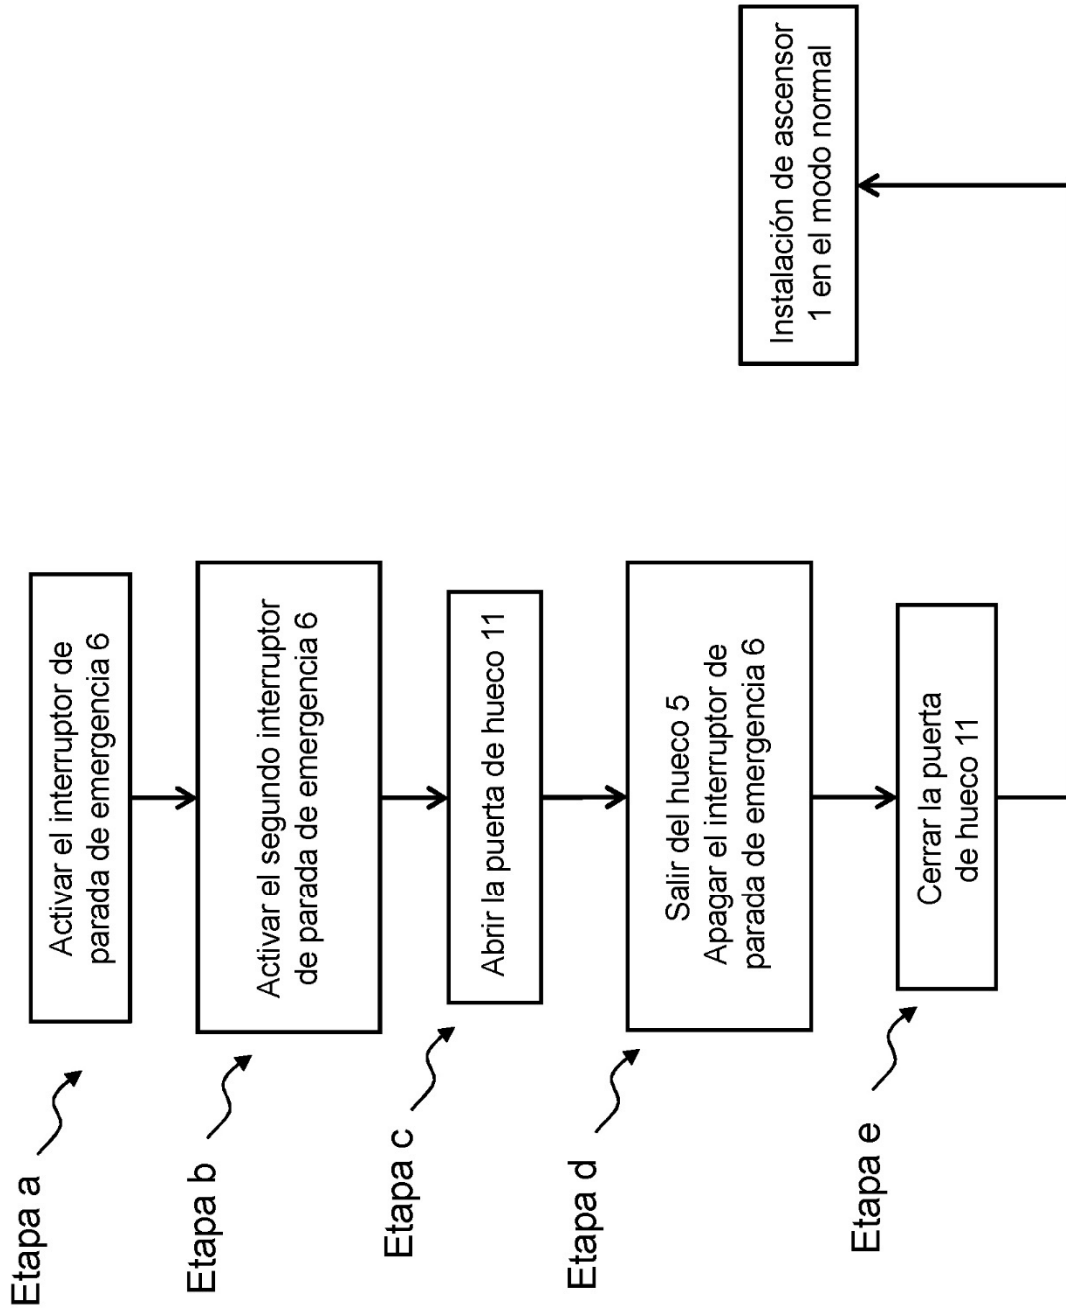 Etapa a
Activar el interruptor de
parada de emergencia 6
Etapa b
Activar el segundo interruptor
de parada de emergencia 6
Etapa c
Abrir la puerta de hueco 11
Etapa d
Salir del hueco 5
Apagar el interruptor de
parada de emergencia 6
Etapa e
Cerrar la puerta
de hueco 11
Instalación de ascensor
1 en el modo normal